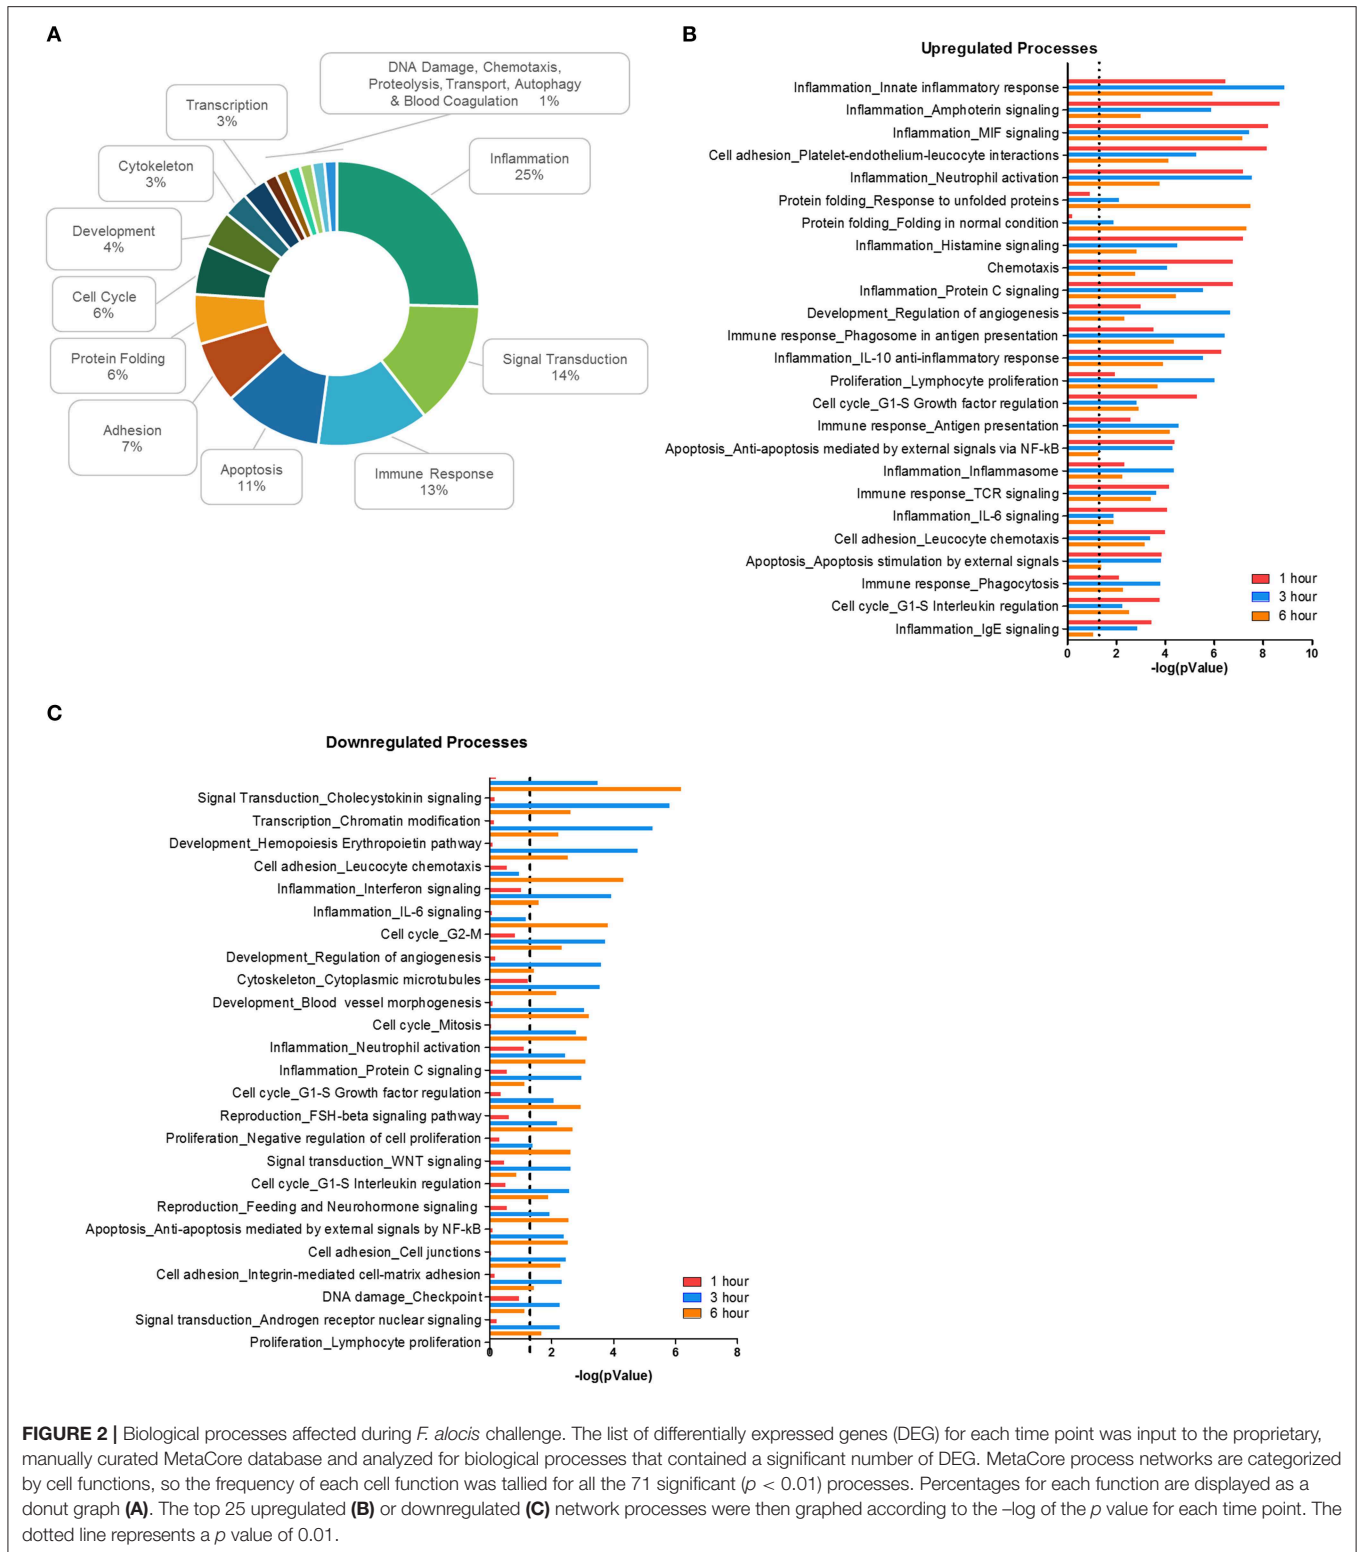 A
DNA Damage, Chemotaxis,
Proteolysis, Transport, Autophagy
& Blood Coagulation 1%
Transcription
3%
Cytokeleton
3%
Development
4%
Cell Cycle
6%
Protein Folding
6%
Adhesion
7%
Apoptosis
11%
Immune Response
13%
Signal Transduction
14%
Inflammation
25%
B
Upregulated Processes
Inflammation_Innate inflammatory response
Inflammation_Amphoterin signaling
Inflammation_MIF signaling
Cell adhesion_Platelet-endothelium-leucocyte interactions
Inflammation_Neutrophil activation
Protein folding_Response to unfolded proteins
Protein folding_Folding in normal condition
Inflammation_Histamine signaling
Chemotaxis
Inflammation_Protein C signaling
Development_Regulation of angiogenesis
Immune response_Phagosome in antigen presentation
Inflammation_IL-10 anti-inflammatory response
Proliferation_Lymphocyte proliferation
Cell cycle_G1-S Growth factor regulation
Immune response_Antigen presentation
Apoptosis_Anti-apoptosis mediated by external signals via NF-kB
Inflammation_Inflammasome
Immune response_TCR signaling
Inflammation_IL-6 signaling
Cell adhesion_Leucocyte chemotaxis
Apoptosis_Apoptosis stimulation by external signals
Immune response_Phagocytosis
Cell cycle_G1-S Interleukin regulation
Inflammation_IgE signaling
1 hour
3 hour
6 hour
0 2 4 6 8 10
-log(pValue)
C
Downregulated Processes
Signal Transduction_Cholecystokinin signaling
Transcription_Chromatin modification
Development_Hemopoiesis Erythropoietin pathway
Cell adhesion_Leucocyte chemotaxis
Inflammation_Interferon signaling
Inflammation_IL-6 signaling
Cell cycle_G2-M
Development_Regulation of angiogenesis
Cytoskeleton_Cytoplasmic microtubules
Development_Blood vessel morphogenesis
Cell cycle_Mitosis
Inflammation_Neutrophil activation
Inflammation_Protein C signaling
Cell cycle_G1-S Growth factor regulation
Reproduction_FSH-beta signaling pathway
Proliferation_Negative regulation of cell proliferation
Signal transduction_WNT signaling
Cell cycle_G1-S Interleukin regulation
Reproduction_Feeding and Neurohormone signaling
Apoptosis_Anti-apoptosis mediated by external signals by NF-kB
Cell adhesion_Cell junctions
Cell adhesion_Integrin-mediated cell-matrix adhesion
DNA damage_Checkpoint
Signal transduction_Androgen receptor nuclear signaling
Proliferation_Lymphocyte proliferation
1 hour
3 hour
6 hour
0 2 4 6 8
-log(pValue)
FIGURE 2 | Biological processes affected during F. alocis challenge. The list of differentially expressed genes (DEG) for each time point was input to the proprietary,
manually curated MetaCore database and analyzed for biological processes that contained a significant number of DEG. MetaCore process networks are categorized
by cell functions, so the frequency of each cell function was tallied for all the 71 significant (p < 0.01) processes. Percentages for each function are displayed as a
donut graph (A). The top 25 upregulated (B) or downregulated (C) network processes were then graphed according to the –log of the p value for each time point. The
dotted line represents a p value of 0.01.